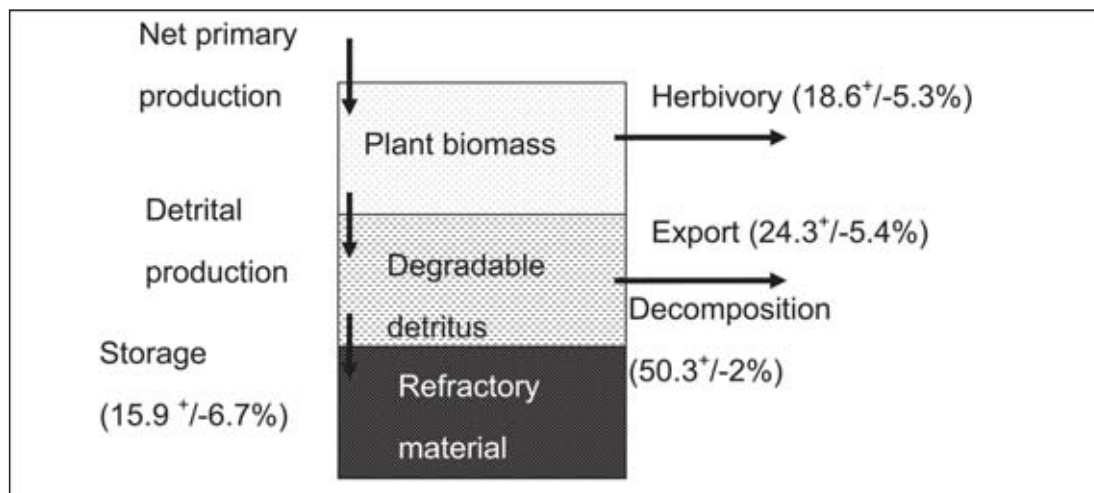 Net primary
production
Plant biomass
Herbivory (18.6⁺/-5.3%)
Detrital
production
Degradable
detritus
Export (24.3⁺/-5.4%)
Decomposition
(50.3⁺/-2%)
Storage
(15.9 ⁺/-6.7%)
Refractory
material